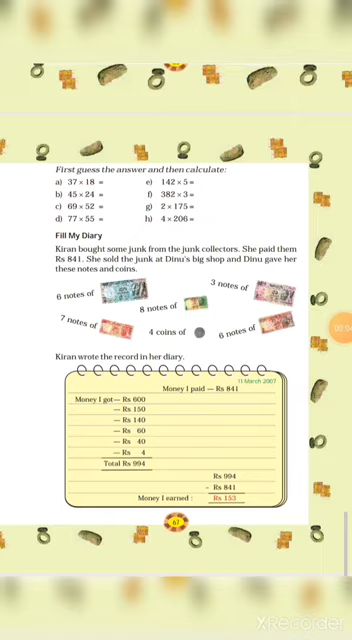 First guess the answer and then calculate:
a) 37 × 18 =
e) 142 × 5 =
b) 45 × 24 =
f) 382 × 3 =
c) 69 × 52 =
g) 2 × 175 =
d) 77 × 55 =
h) 4 × 206 =
Fill My Diary
Kiran bought some junk from the junk collectors. She paid them
Rs 841. She sold the junk at Dinu's big shop and Dinu gave her
these notes and coins.
6 notes of
8 notes of
3 notes of
7 notes of
4 coins of
6 notes of
Kiran wrote the record in her diary.
11 March 2007
Money I paid — Rs 841
Money I got— Rs 600
— Rs 150
— Rs 140
— Rs 60
— Rs 40
— Rs 4
Total Rs 994
Rs 994
– Rs 841
Money I earned : Rs 153
67
XRecorder